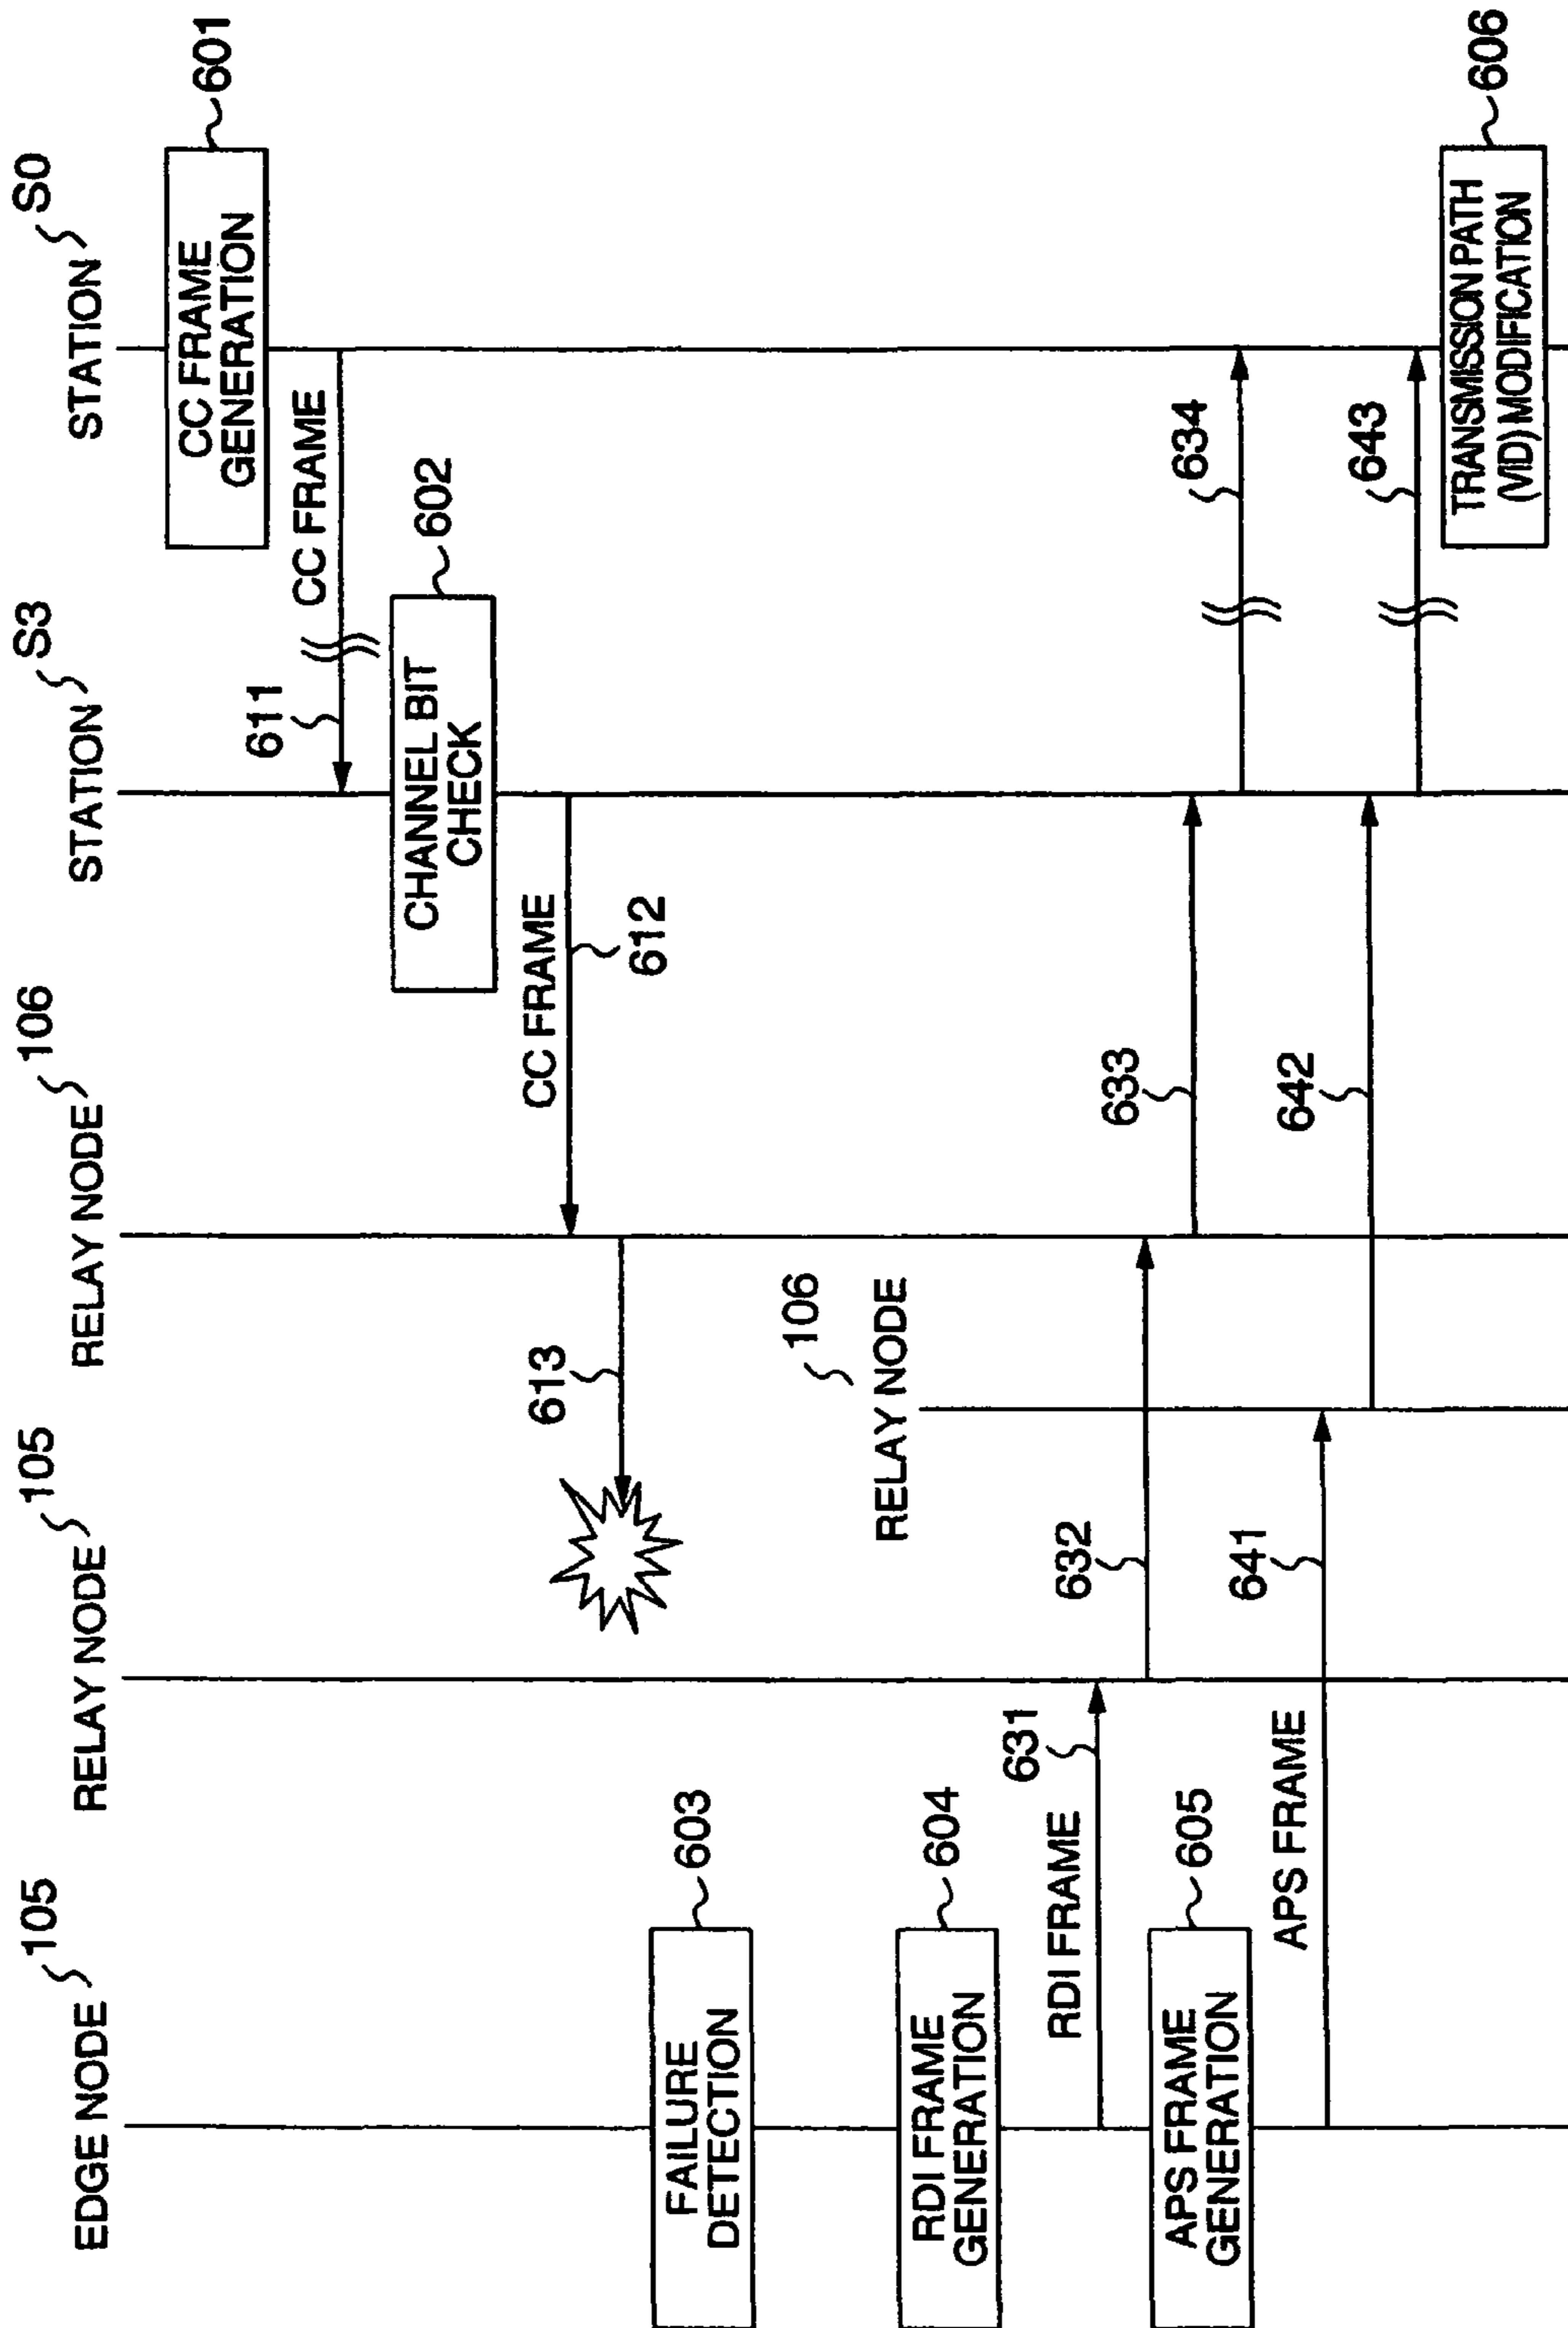 EDGE NODE 105
RELAY NODE 105
RELAY NODE 106
STATION S3
STATION S0
CC FRAME
GENERATION
601
CC FRAME
611
CHANNEL BIT
CHECK
602
CC FRAME
612
613
FAILURE
DETECTION
603
RELAY NODE
106
RDI FRAME
GENERATION
604
RDI FRAME
631
632
633
634
APS FRAME
GENERATION
605
APS FRAME
641
642
643
TRANSMISSION PATH
(VID) MODIFICATION
606